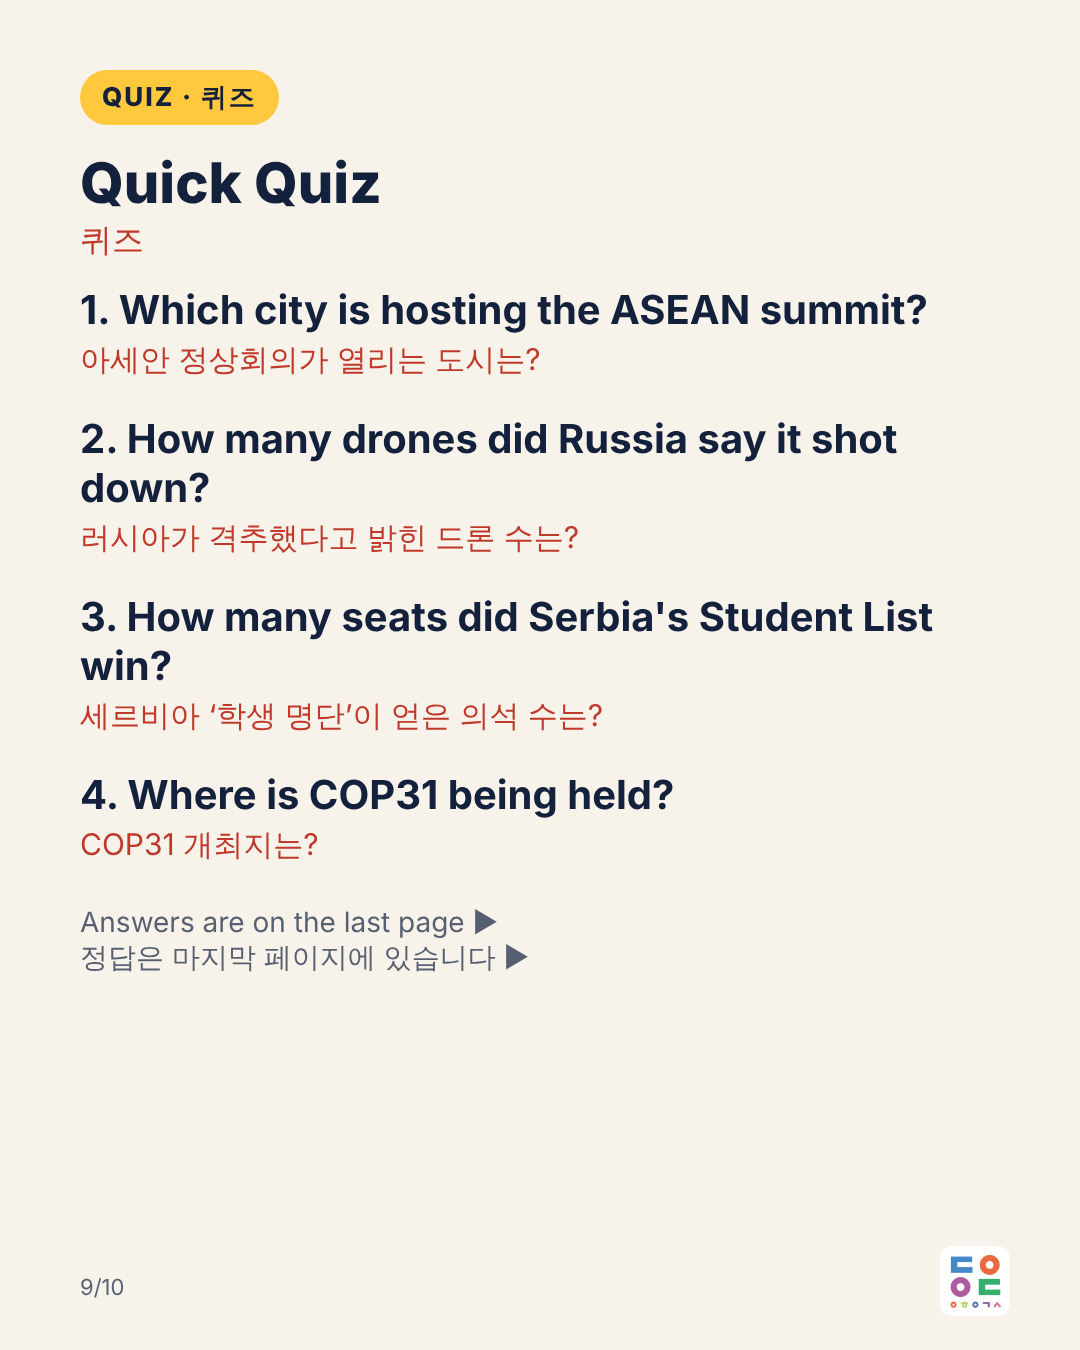 QUIZ · 퀴즈
Quick Quiz
퀴즈
1. Which city is hosting the ASEAN summit?
아세안 정상회의가 열리는 도시는?
2. How many drones did Russia say it shot
down?
러시아가 격추했다고 밝힌 드론 수는?
3. How many seats did Serbia's Student List
win?
세르비아 ‘학생 명단’이 얻은 의석 수는?
4. Where is COP31 being held?
COP31 개최지는?
Answers are on the last page ▶
정답은 마지막 페이지에 있습니다 ▶
9/10